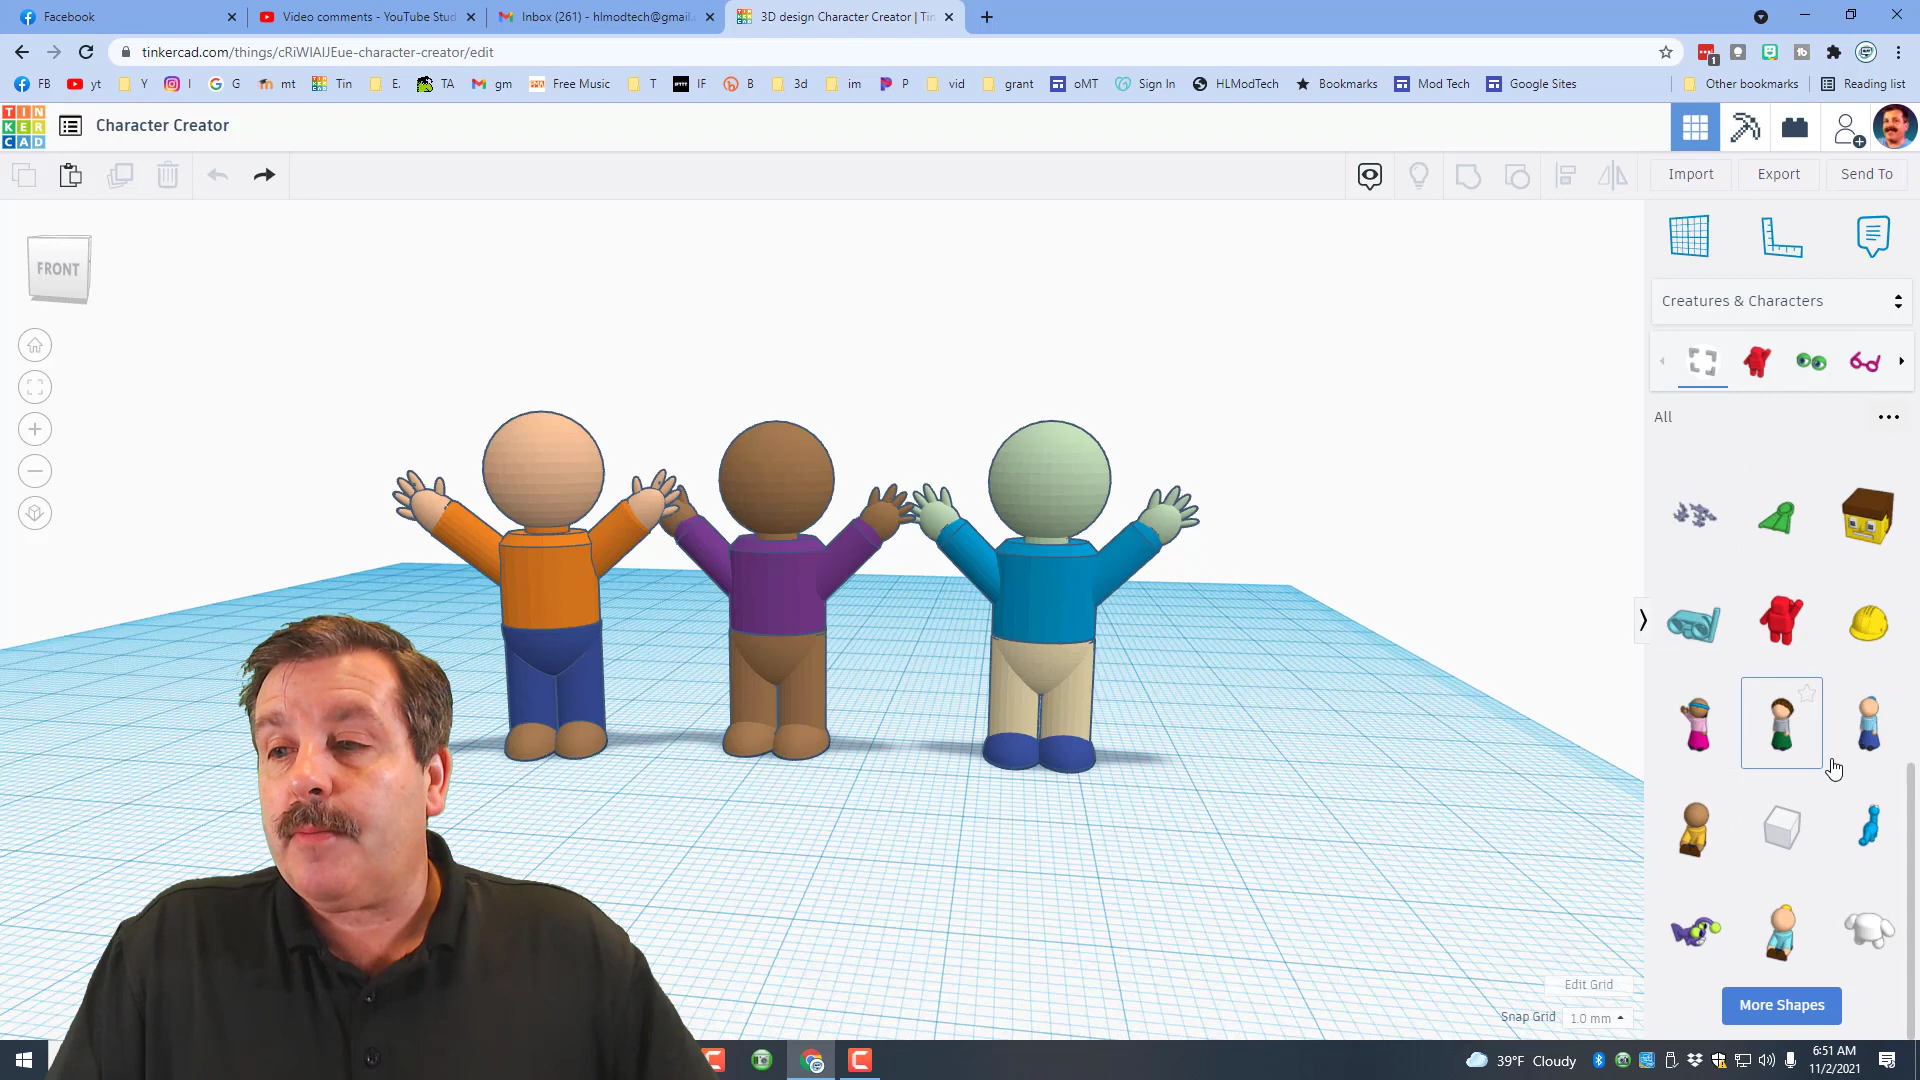 Facebook
Video comments - YouTube Stud
Inbox (261) - hlmodtech@gmail.
3D design Character Creator | Tin
tinkercad.com/things/cRiWIAlJEue-character-creator/edit
1
FB yt Y I G mt Tin E. TA gm Free Music T IF B 3d im P vid grant oMT Sign In HLModTech Bookmarks Mod Tech Google Sites Other bookmarks Reading list
TIN
KER
CAD
Character Creator
Import Export Send To
FRONT
Creatures & Characters
All
Edit Grid
Snap Grid 1.0 mm
More Shapes
39°F Cloudy
6:51 AM
11/2/2021